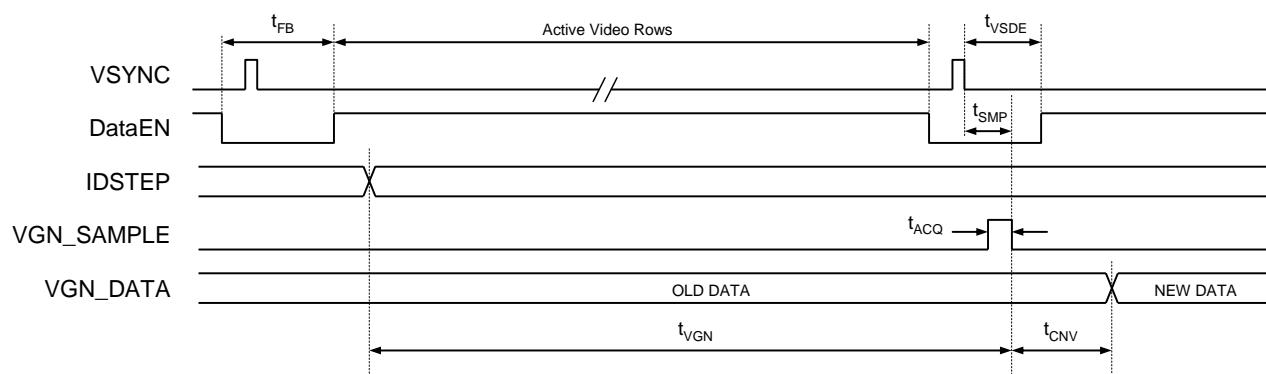 tFB
Active Video Rows
tVSDE
VSYNC
tSMP
DataEN
IDSTEP
VGN_SAMPLE
tACQ
VGN_DATA
OLD DATA
NEW DATA
tVGN
tCNV